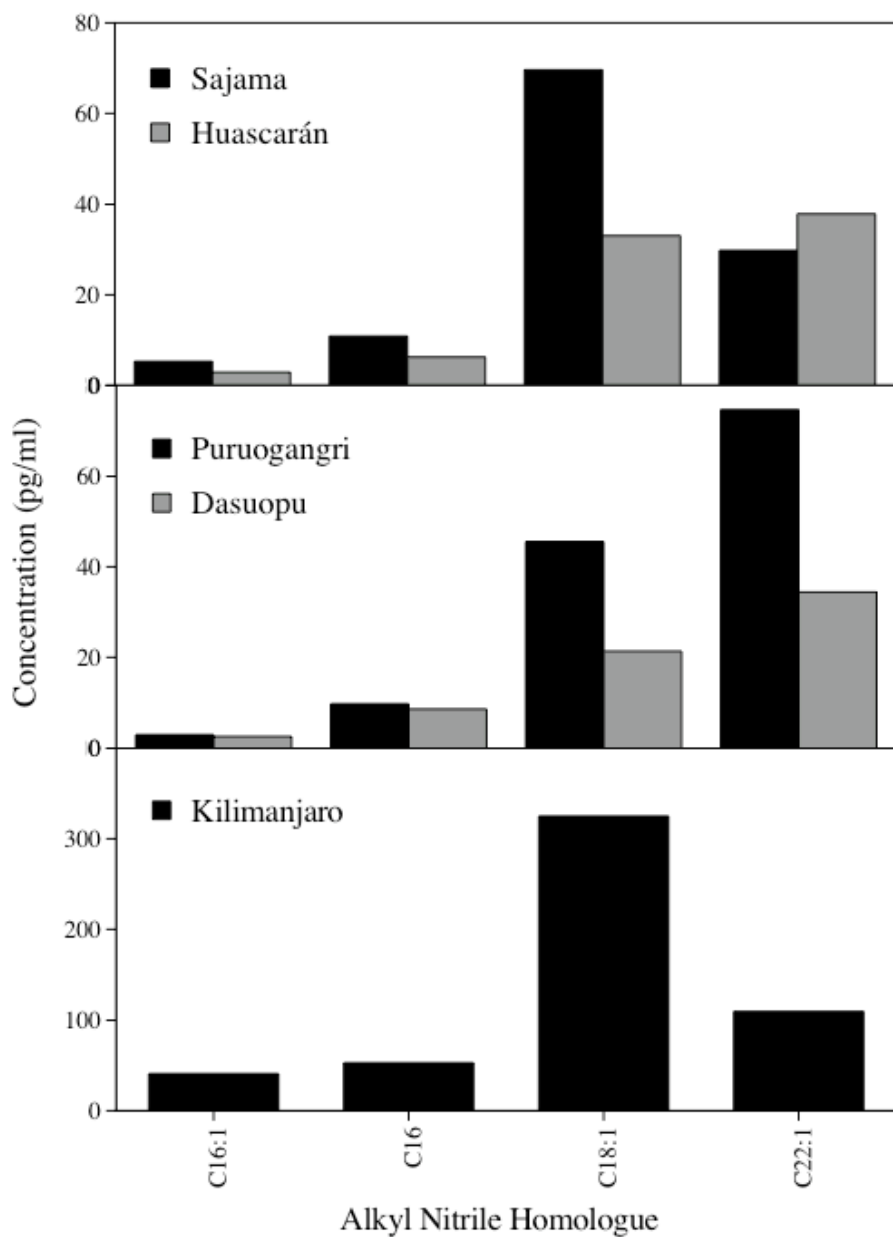 80
Sajama
Huascarán
60
40
20
0
Puruogangri
Dasuopu
60
40
20
0
Kilimanjaro
300
200
100
0
Concentration (pg/ml)
C16:1
C16
C18:1
C22:1
Alkyl Nitrile Homologue